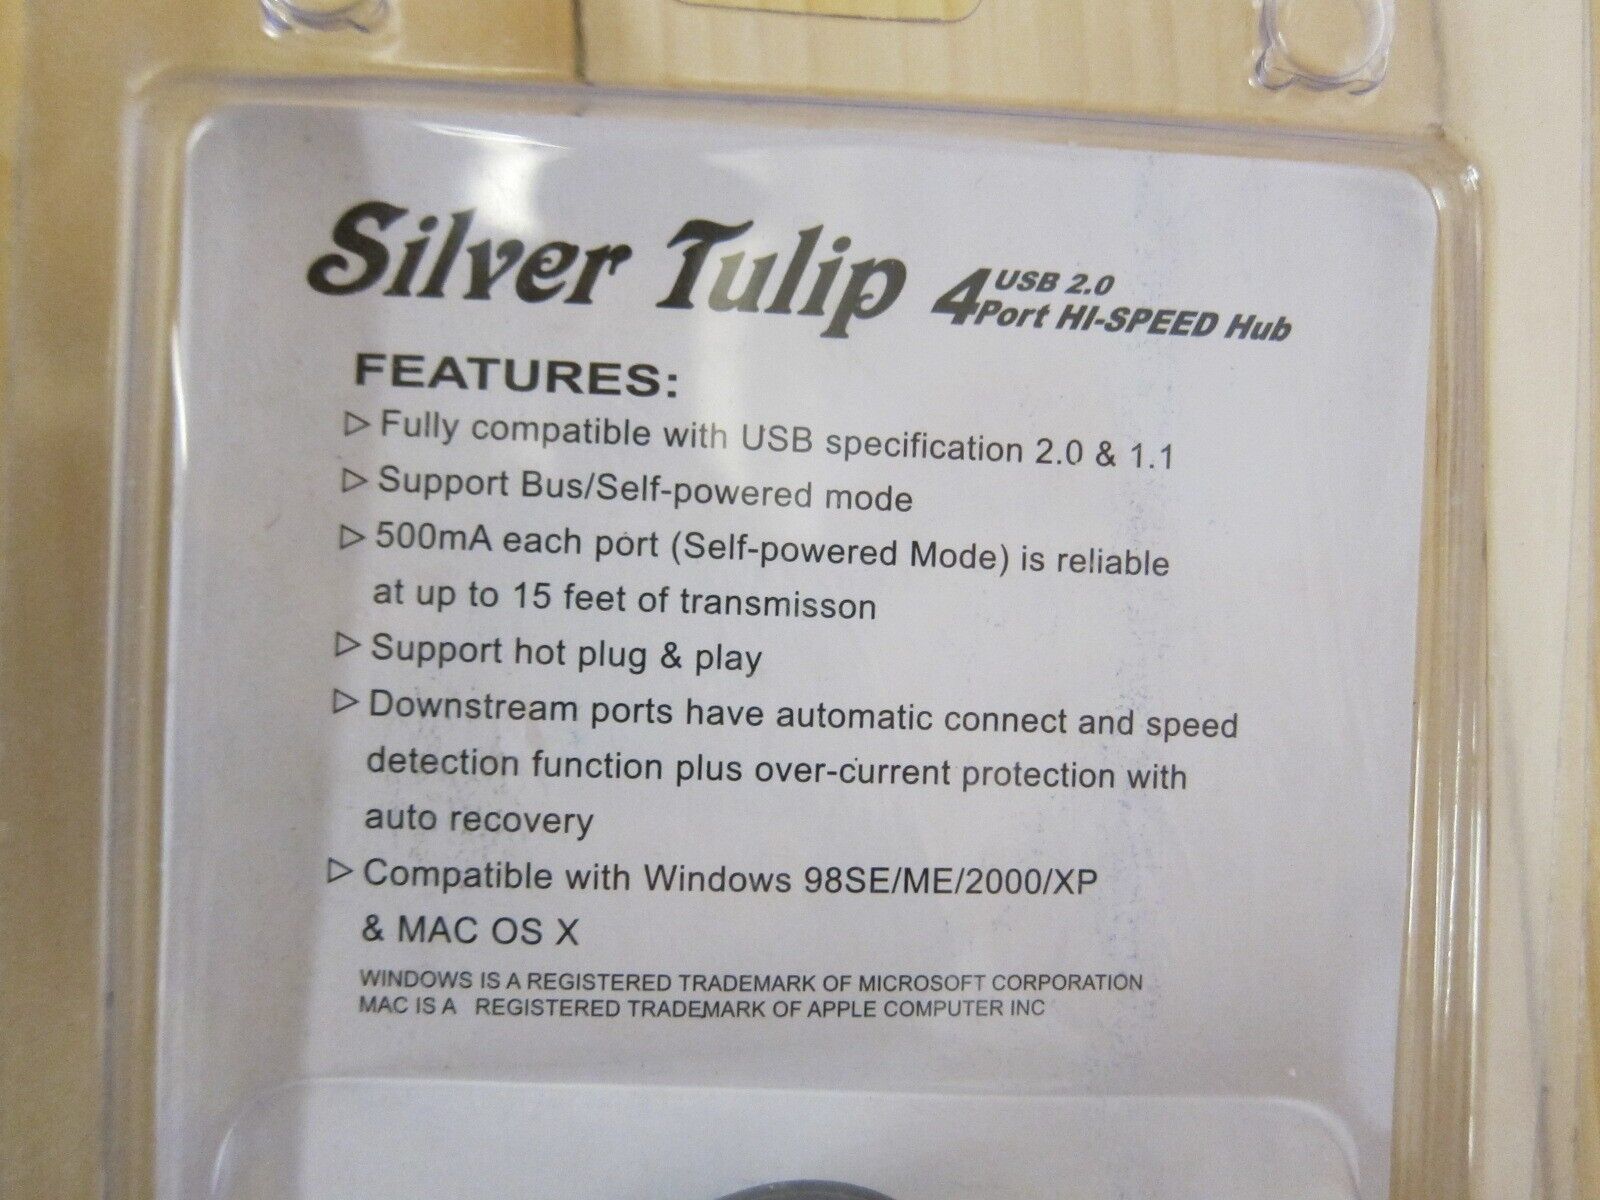 Silver Tulip 4 USB 2.0
Port HI-SPEED Hub
FEATURES:
▷ Fully compatible with USB specification 2.0 & 1.1
▷ Support Bus/Self-powered mode
▷ 500mA each port (Self-powered Mode) is reliable
at up to 15 feet of transmisson
▷ Support hot plug & play
▷ Downstream ports have automatic connect and speed
detection function plus over-current protection with
auto recovery
▷ Compatible with Windows 98SE/ME/2000/XP
& MAC OS X
WINDOWS IS A REGISTERED TRADEMARK OF MICROSOFT CORPORATION
MAC IS A REGISTERED TRADEMARK OF APPLE COMPUTER INC